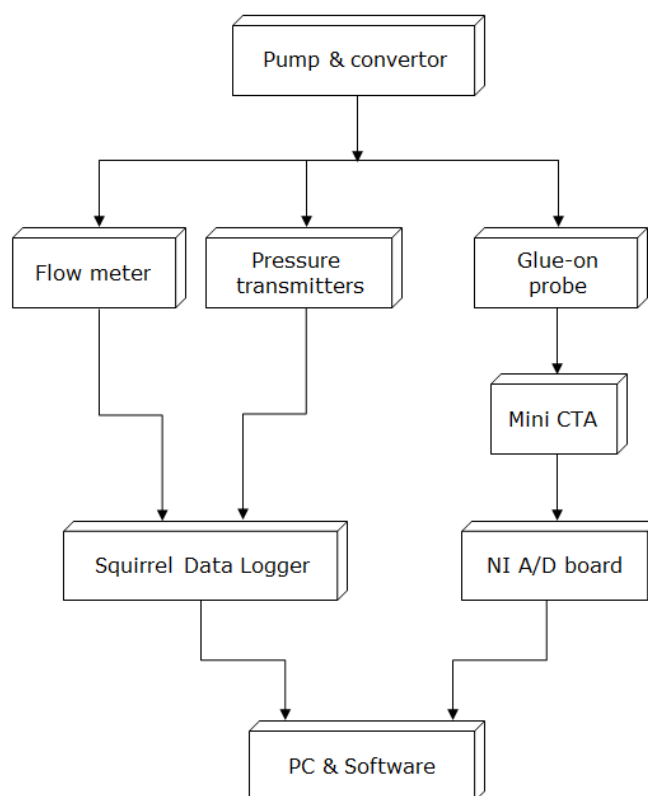 Pump & convertor
Flow meter
Pressure
transmitters
Glue-on
probe
Mini CTA
Squirrel Data Logger
NI A/D board
PC & Software